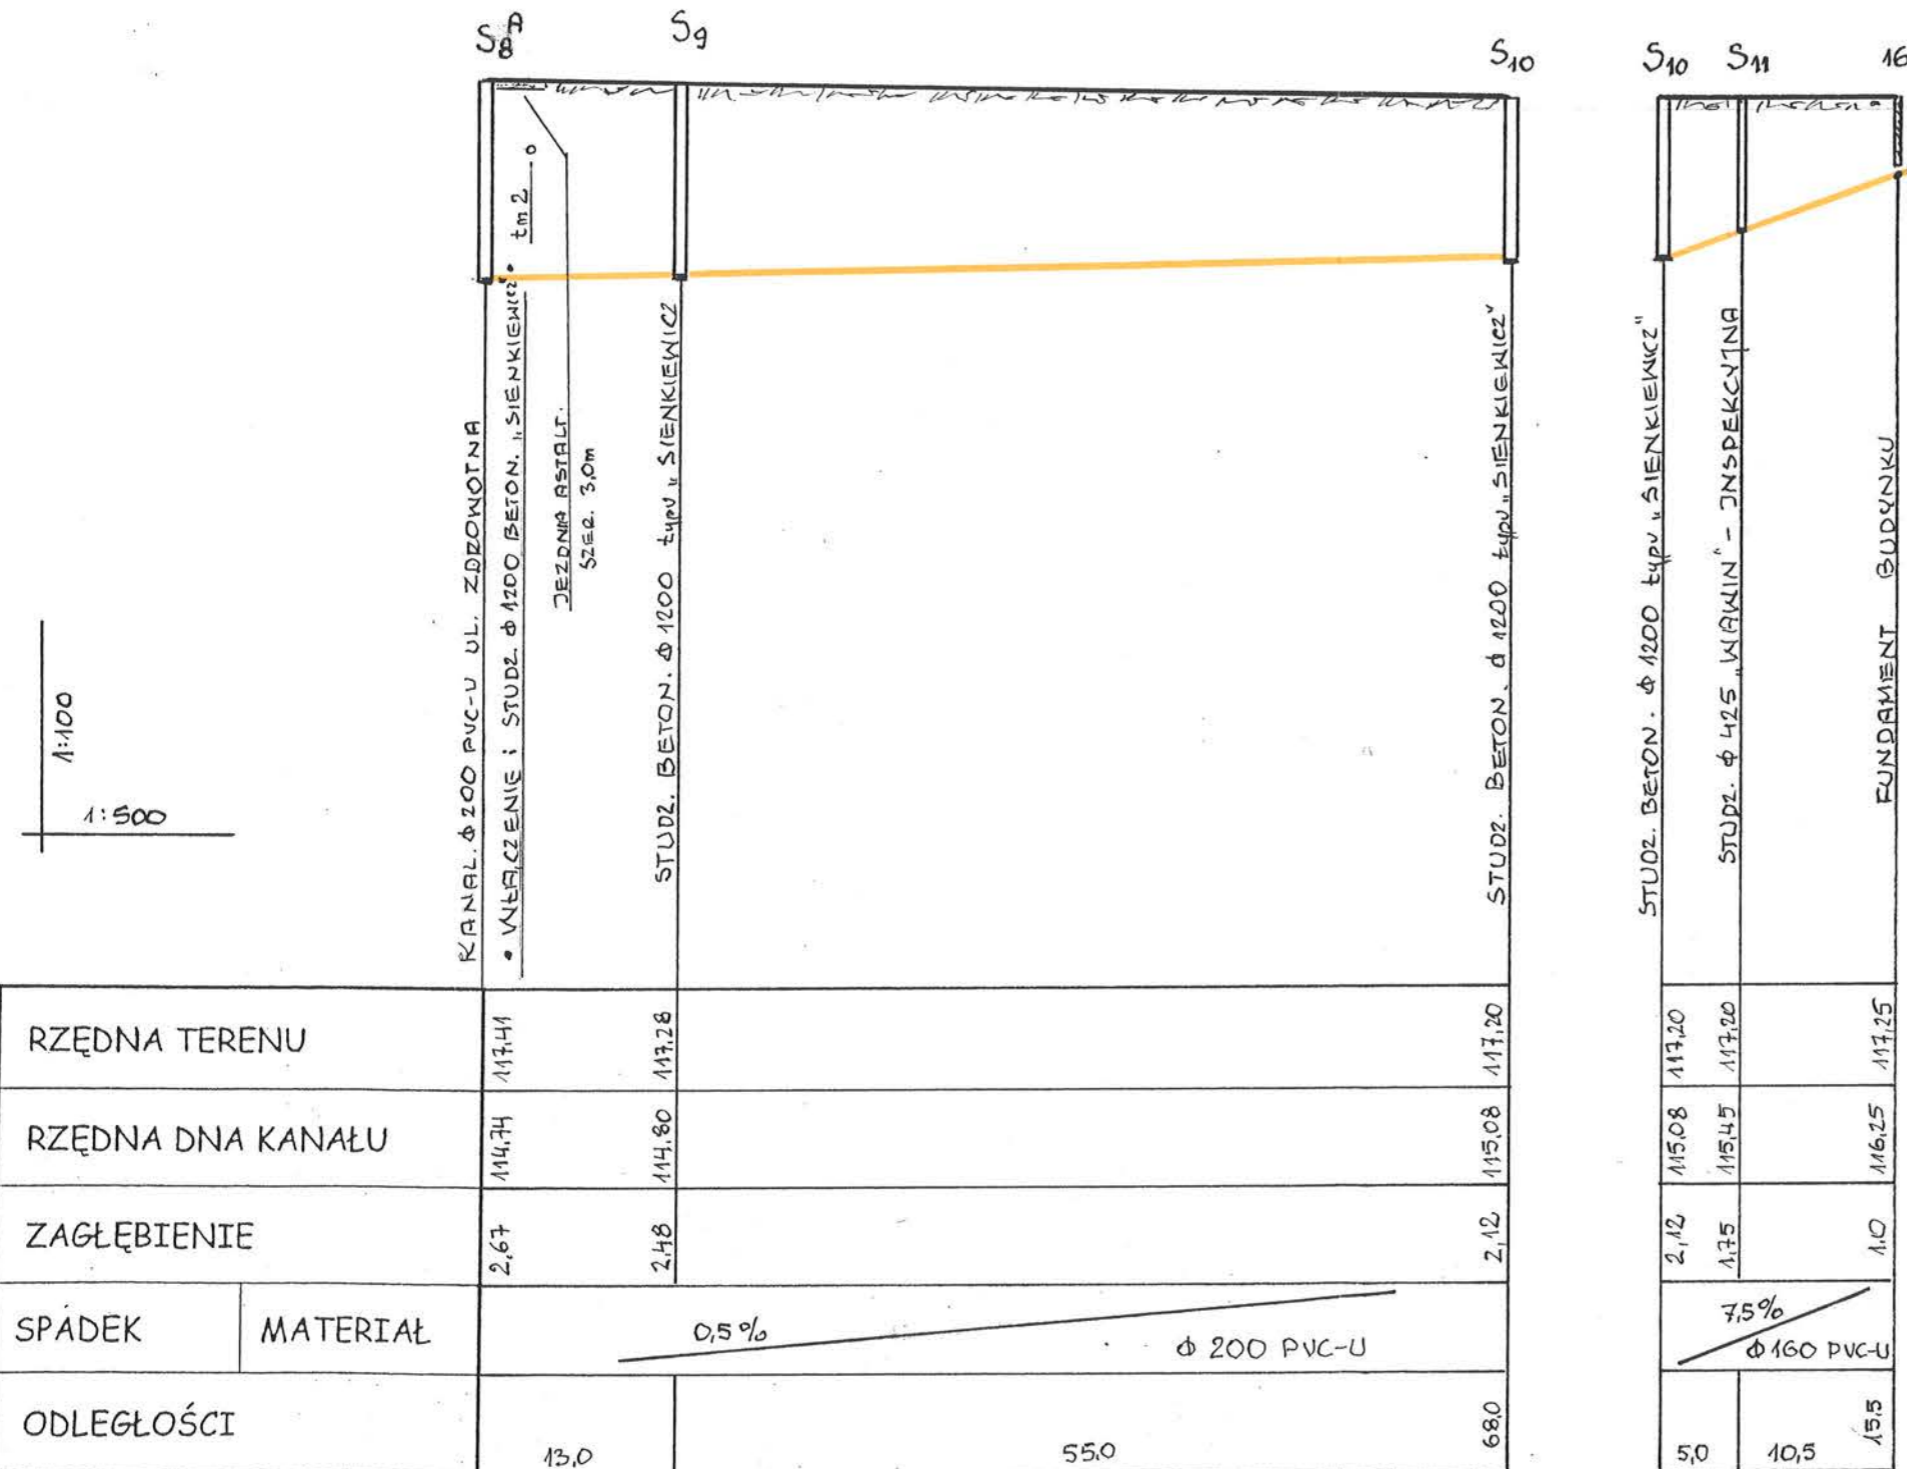 S8A
S9
S10
S10
S11
16
tm 2
KANAŁ. ϕ 200 PVC-U UL. ZDROWOTNA
• WŁĄCZENIE : STUDZ. ϕ 1200 BETON. „SIENKIEWICZ"
JEZDNIA ASFALT.
SZER. 3,0m
STUDZ. BETON. ϕ 1200 typu „SIENKIEWICZ
STUDZ. BETON. ϕ 1200 typu „SIENKIEWICZ"
STUDZ. BETON. ϕ 1200 typu „SIENKIEWICZ"
STUDZ. ϕ 425 „WAWIN" - INSPEKCYJNA
FUNDAMENT BUDYNKU
1:100
1:500
RZĘDNA TERENU 117,41 117,28 117,20 117,20 117,20 117,25
RZĘDNA DNA KANAŁU 114,74 114,80 115,08 115,08 115,45 116,25
ZAGŁĘBIENIE 2,67 2,48 2,12 2,12 1,75 1,0
SPADEK MATERIAŁ 0,5% ϕ 200 PVC-U 7,5% ϕ 160 PVC-U
ODLEGŁOŚCI 13,0 55,0 68,0 5,0 10,5 15,5